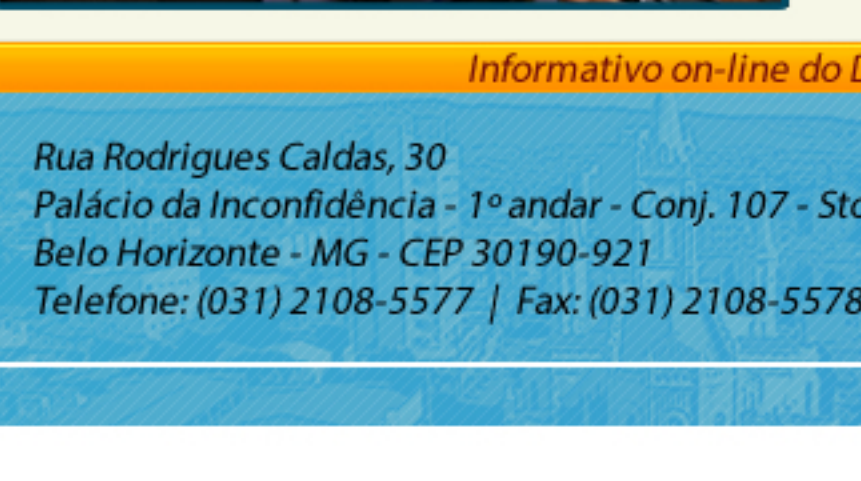 Informativo on-line do
Rua Rodrigues Caldas, 30
Palácio da Inconfidência - 1º andar - Conj. 107 -
Belo Horizonte - MG - CEP 30190-921
Telefone: (031) 2108-5577 | Fax: (031) 2108-5578